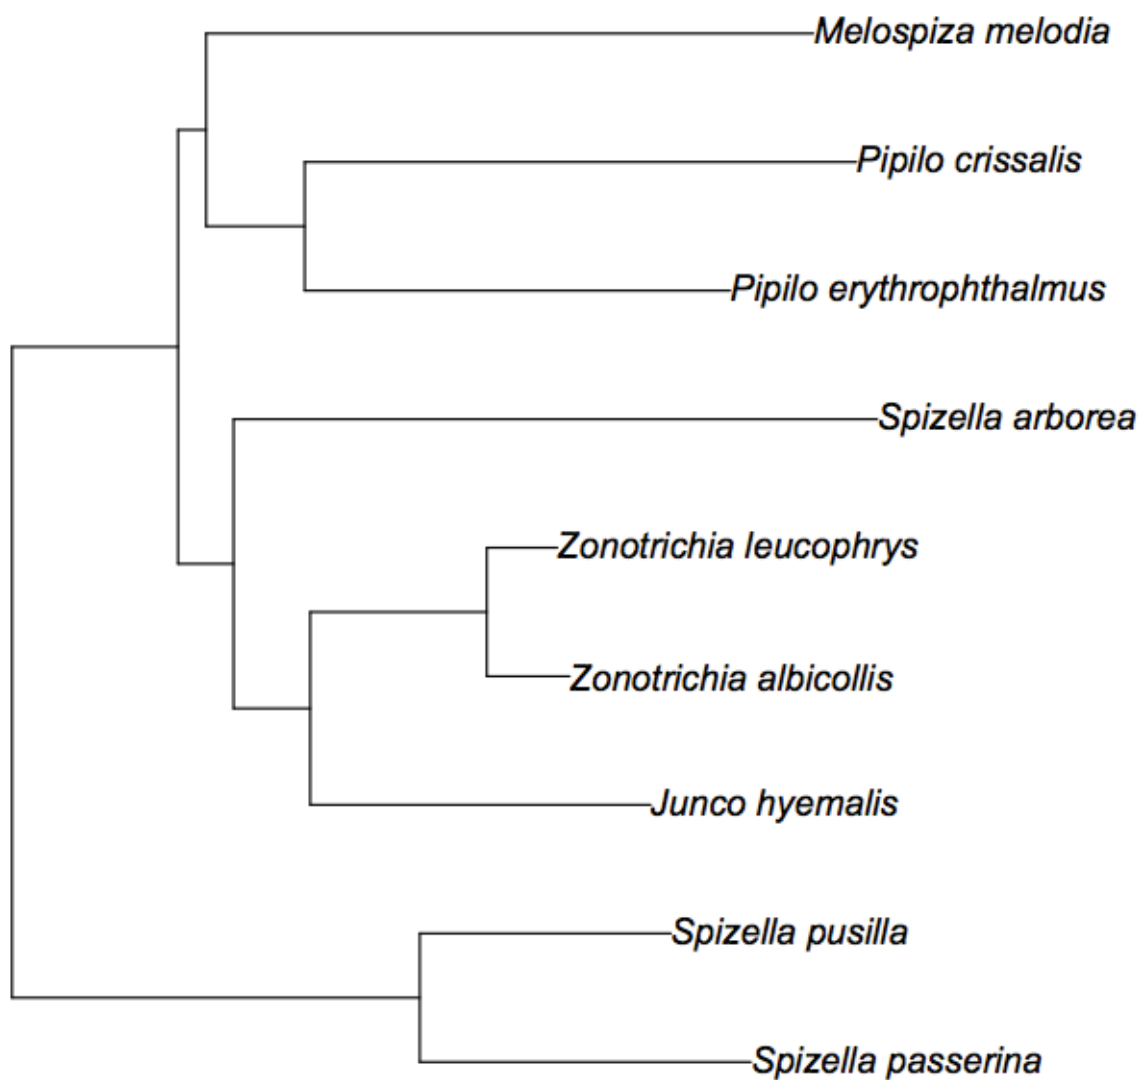 Melospiza melodia
Pipilo crissalis
Pipilo erythrophthalmus
Spizella arborea
Zonotrichia leucophrys
Zonotrichia albicollis
Junco hyemalis
Spizella pusilla
Spizella passerina